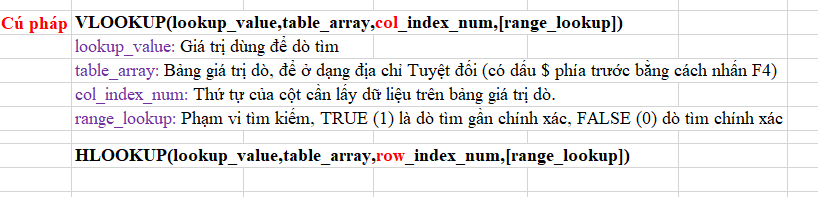 Cú pháp VLOOKUP(lookup_value,table_array,col_index_num,[range_lookup])
lookup_value: Giá trị dùng để dò tìm
table_array: Bảng giá trị dò, để ở dạng địa chỉ Tuyệt đối (có dấu $ phía trước bằng cách nhấn F4)
col_index_num: Thứ tự của cột cần lấy dữ liệu trên bảng giá trị dò.
range_lookup: Phạm vi tìm kiếm, TRUE (1) là dò tìm gần chính xác, FALSE (0) dò tìm chính xác
HLOOKUP(lookup_value,table_array,row_index_num,[range_lookup])